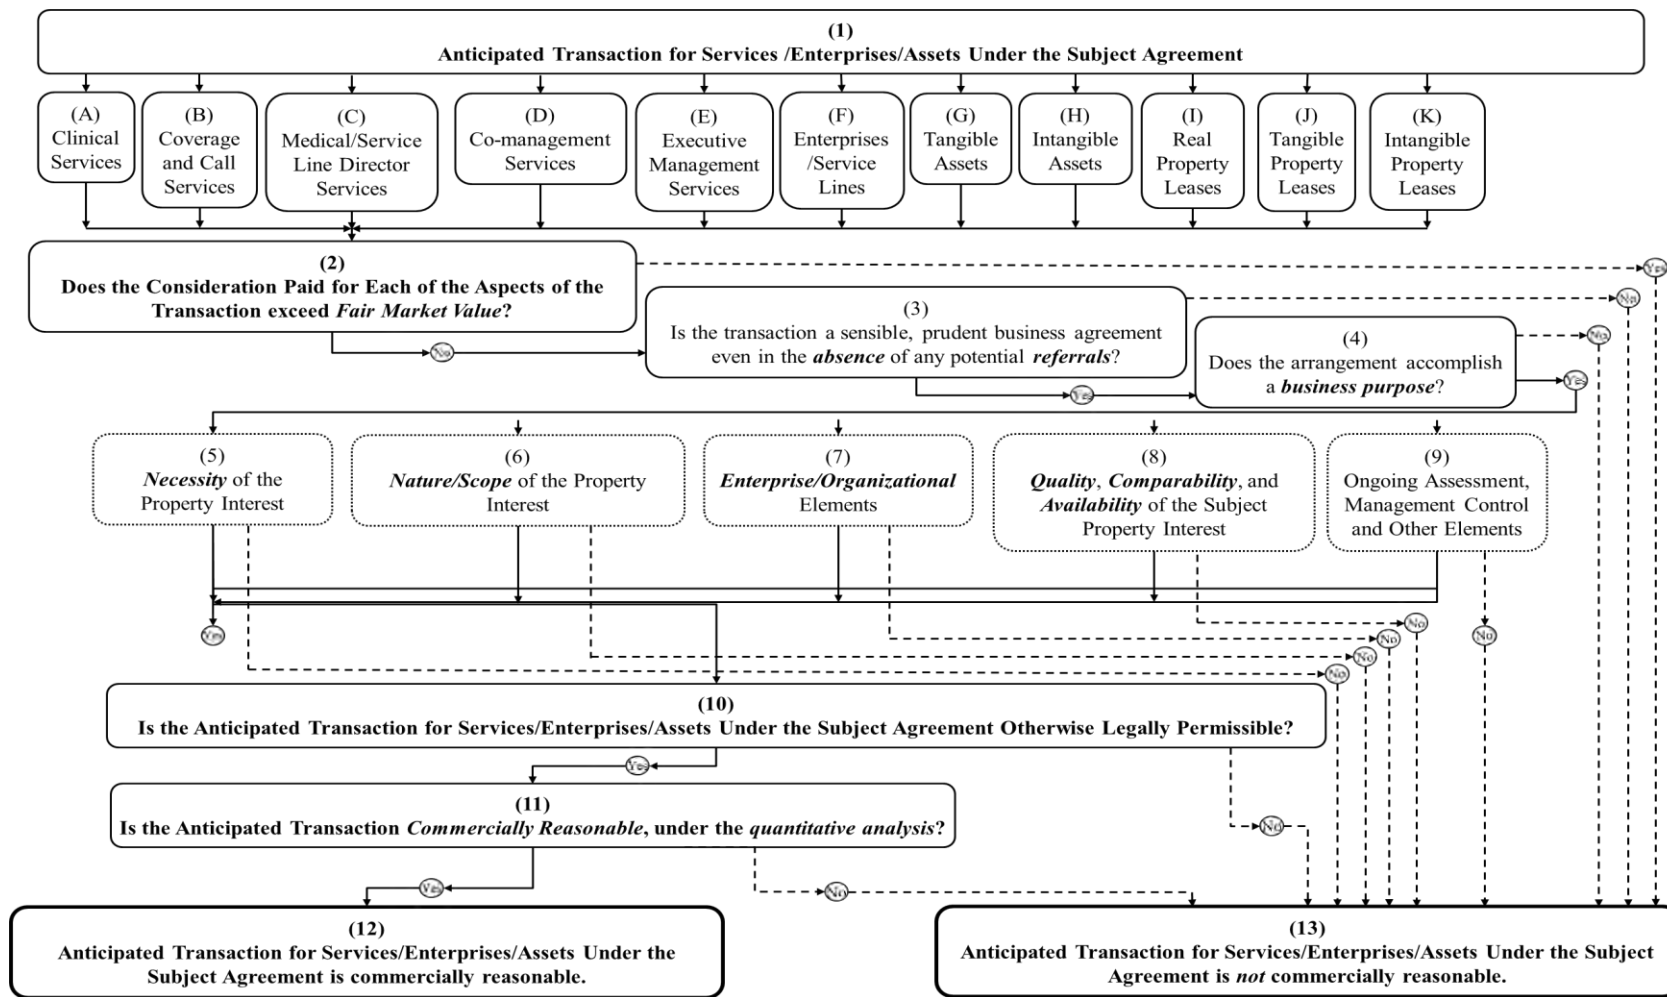 (1)
Anticipated Transaction for Services /Enterprises/Assets Under the Subject Agreement
(A)
Clinical
Services
(B)
Coverage
and Call
Services
(C)
Medical/Service
Line Director
Services
(D)
Co-management
Services
(E)
Executive
Management
Services
(F)
Enterprises
/Service
Lines
(G)
Tangible
Assets
(H)
Intangible
Assets
(I)
Real
Property
Leases
(J)
Tangible
Property
Leases
(K)
Intangible
Property
Leases
(2)
Does the Consideration Paid for Each of the Aspects of the
Transaction exceed Fair Market Value?
Yes
No
(3)
Is the transaction a sensible, prudent business agreement
even in the absence of any potential referrals?
No
Yes
(4)
Does the arrangement accomplish
a business purpose?
No
Yes
(5)
Necessity of the
Property Interest
(6)
Nature/Scope of the Property
Interest
(7)
Enterprise/Organizational
Elements
(8)
Quality, Comparability, and
Availability of the Subject
Property Interest
(9)
Ongoing Assessment,
Management Control
and Other Elements
Yes
No
No
No
No
No
(10)
Is the Anticipated Transaction for Services/Enterprises/Assets Under the Subject Agreement Otherwise Legally Permissible?
Yes
No
(11)
Is the Anticipated Transaction Commercially Reasonable, under the quantitative analysis?
Yes
No
(12)
Anticipated Transaction for Services/Enterprises/Assets Under the
Subject Agreement is commercially reasonable.
(13)
Anticipated Transaction for Services/Enterprises/Assets Under the Subject
Agreement is not commercially reasonable.